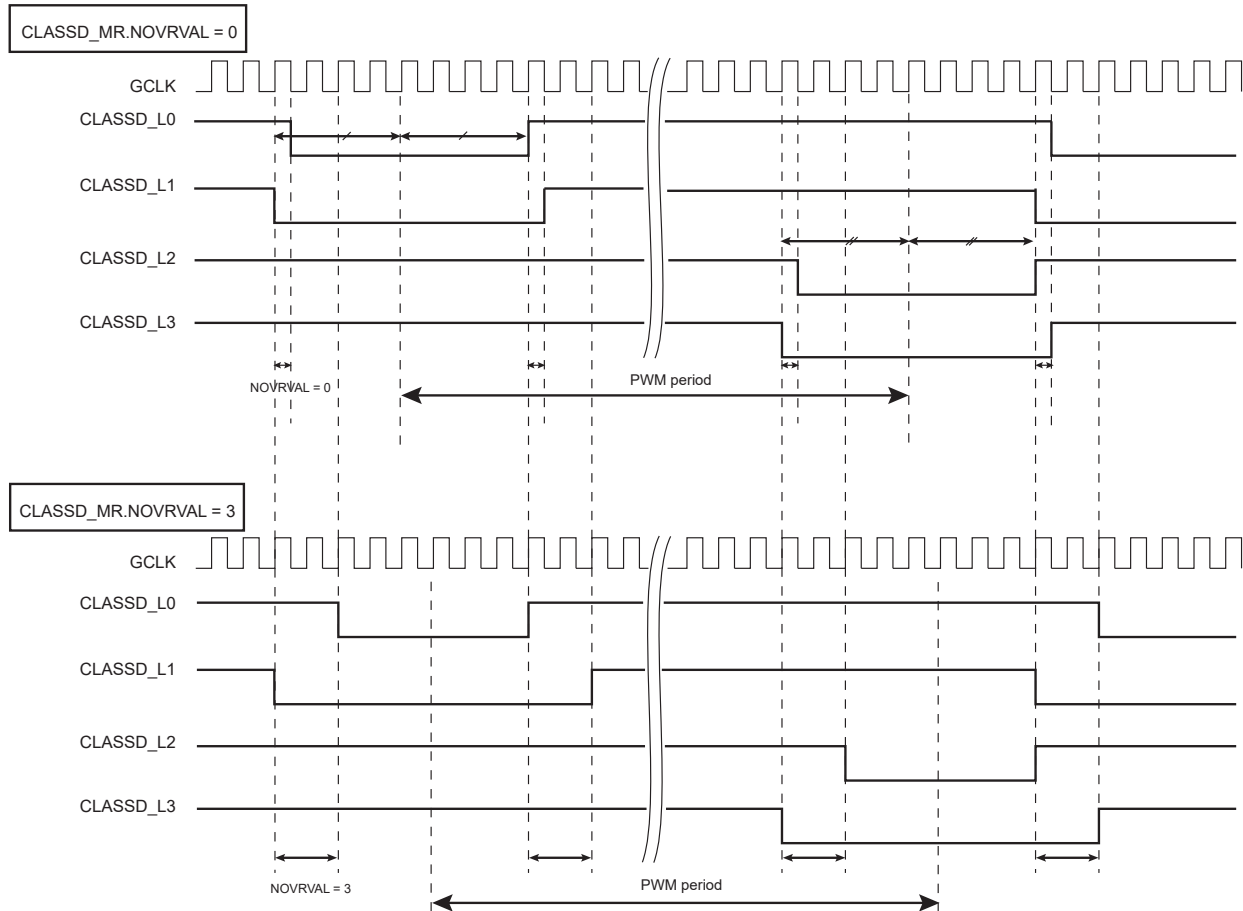 CLASSD_MR.NOVRVAL = 0
GCLK
CLASSD_L0
CLASSD_L1
CLASSD_L2
CLASSD_L3
NOVRVAL = 0
PWM period
CLASSD_MR.NOVRVAL = 3
GCLK
CLASSD_L0
CLASSD_L1
CLASSD_L2
CLASSD_L3
NOVRVAL = 3
PWM period